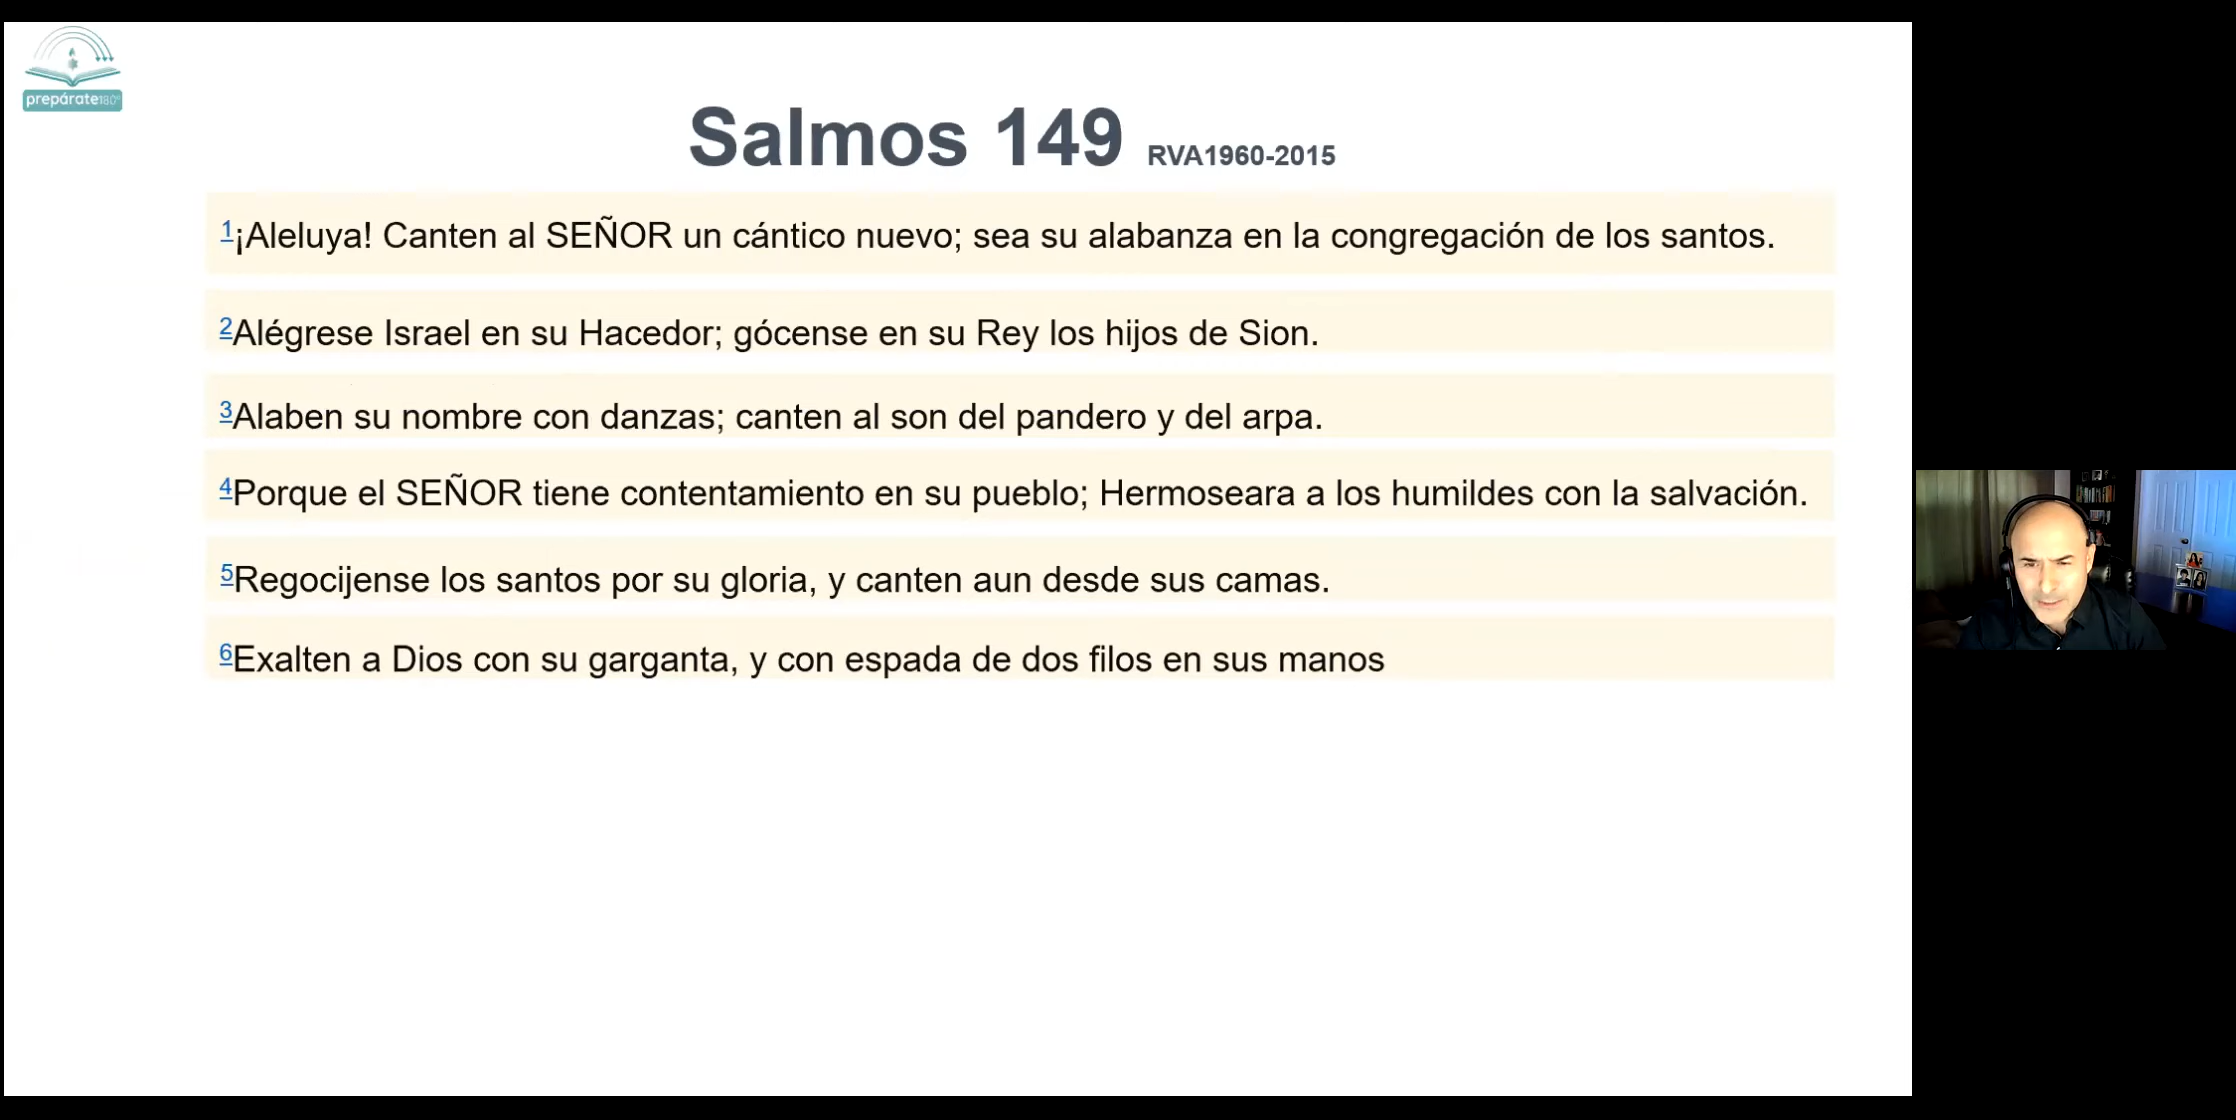 prepárate180°
Salmos 149 RVA1960-2015
1¡Aleluya! Canten al SEÑOR un cántico nuevo; sea su alabanza en la congregación de los santos.
2Alégrese Israel en su Hacedor; gócense en su Rey los hijos de Sion.
3Alaben su nombre con danzas; canten al son del pandero y del arpa.
4Porque el SEÑOR tiene contentamiento en su pueblo; Hermoseara a los humildes con la salvación.
5Regocijense los santos por su gloria, y canten aun desde sus camas.
6Exalten a Dios con su garganta, y con espada de dos filos en sus manos